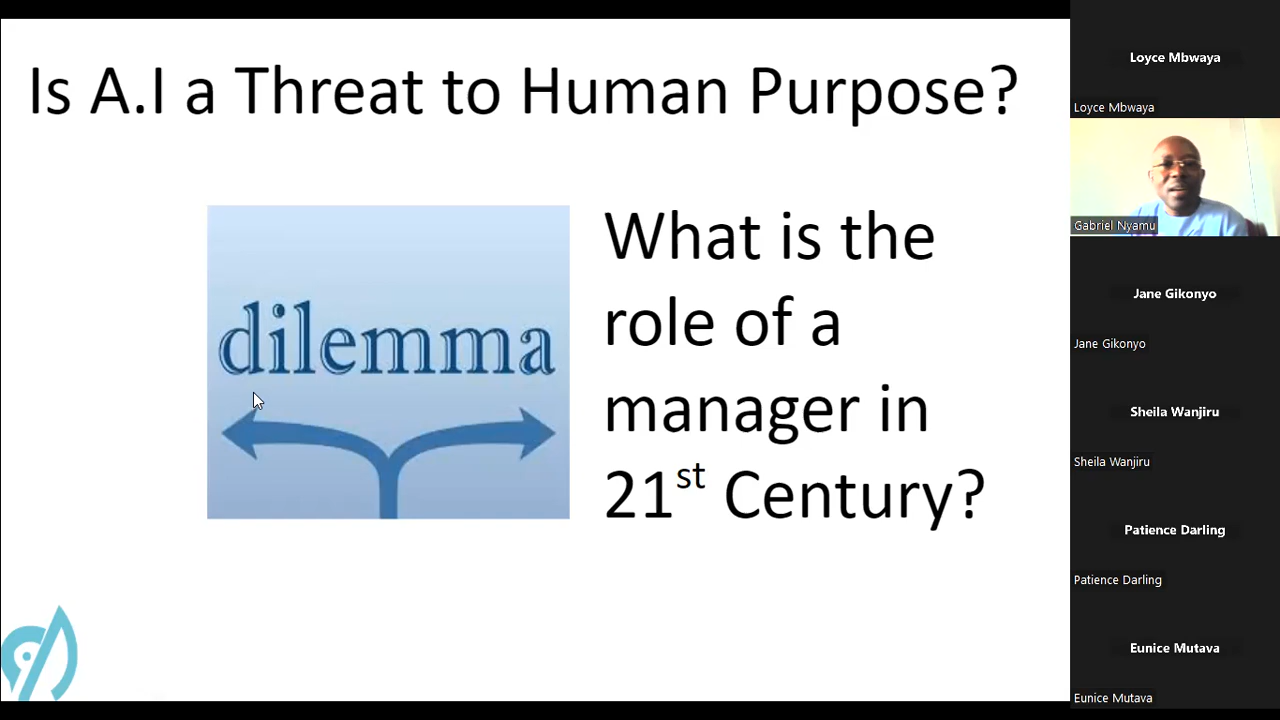 Is A.I a Threat to Human Purpose?
dilemma
What is the
role of a
manager in
21st Century?
Loyce Mbwaya
Loyce Mbwaya
Gabriel Nyamu
Jane Gikonyo
Jane Gikonyo
Sheila Wanjiru
Sheila Wanjiru
Patience Darling
Patience Darling
Eunice Mutava
Eunice Mutava